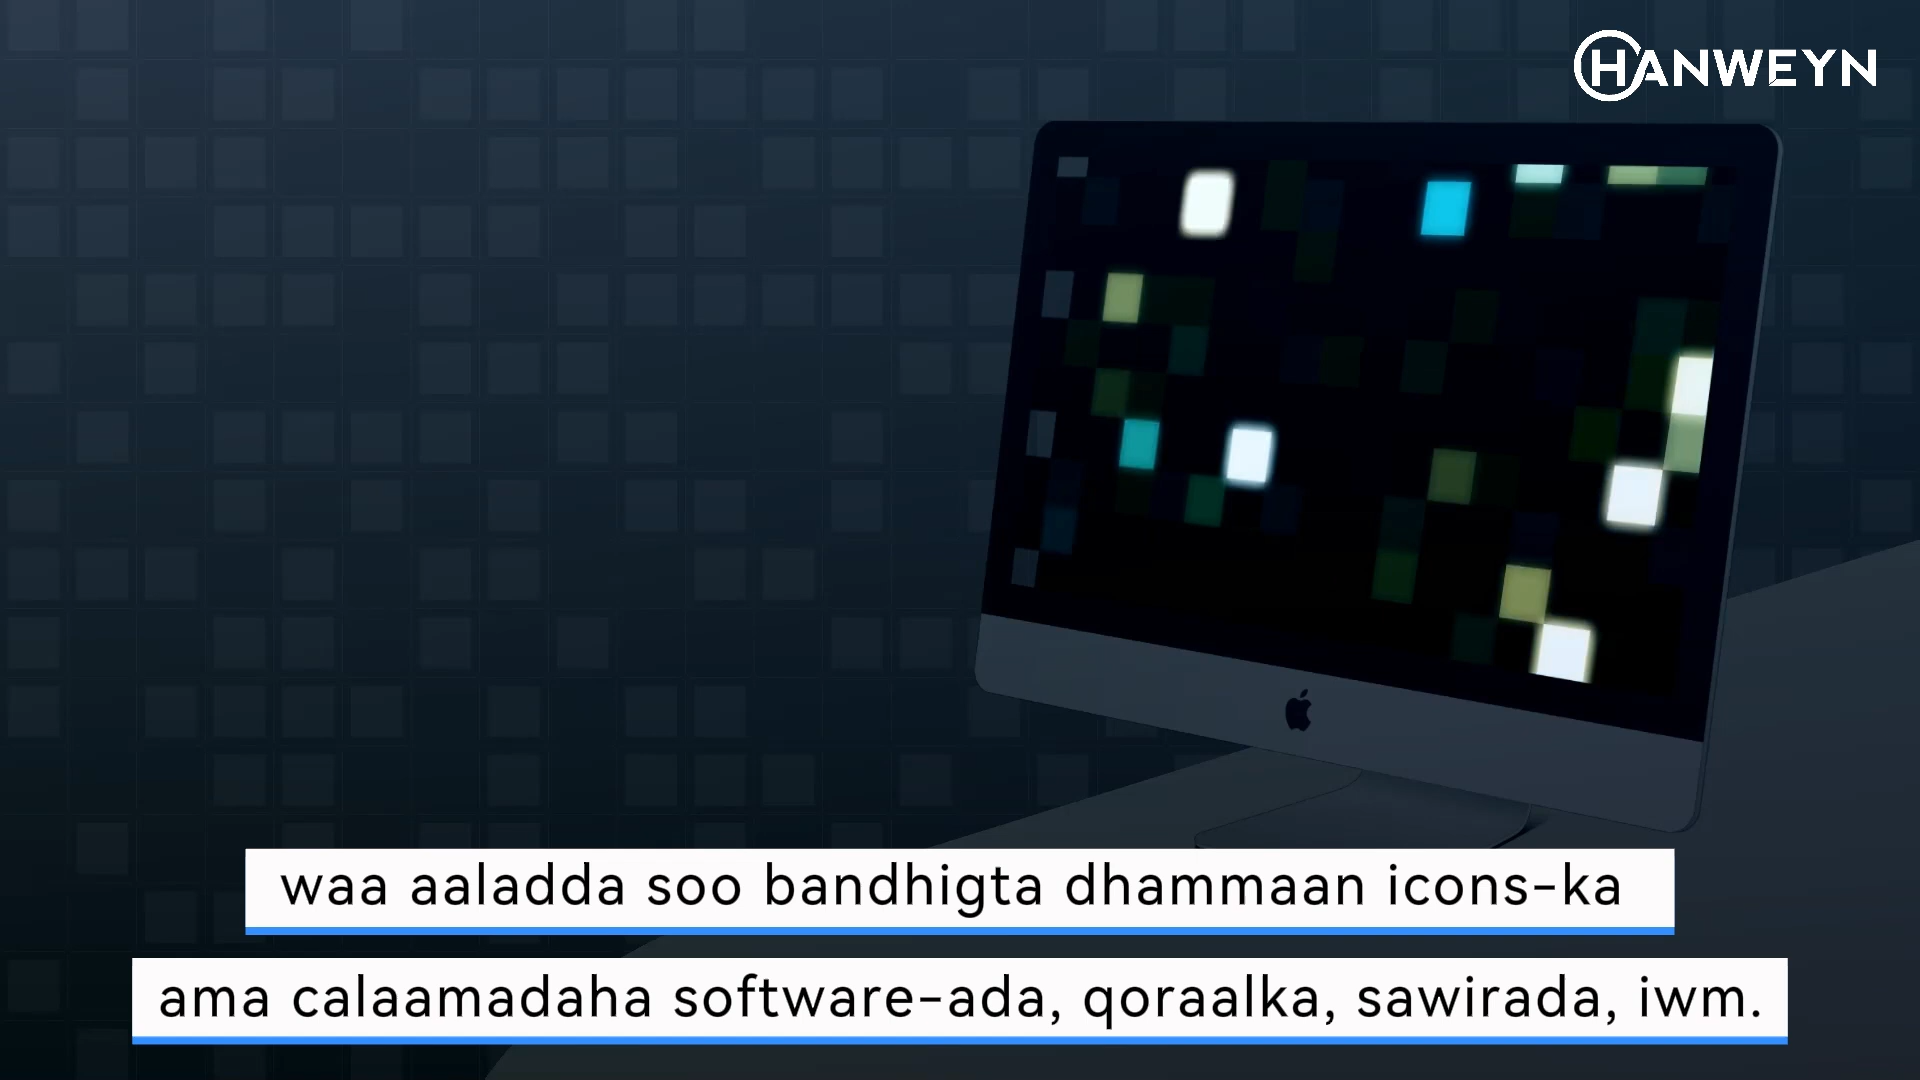 HANWEYN
waa aaladda soo bandhigta dhammaan icons-ka
ama calaamadaha software-ada, qoraalka, sawirada, iwm.